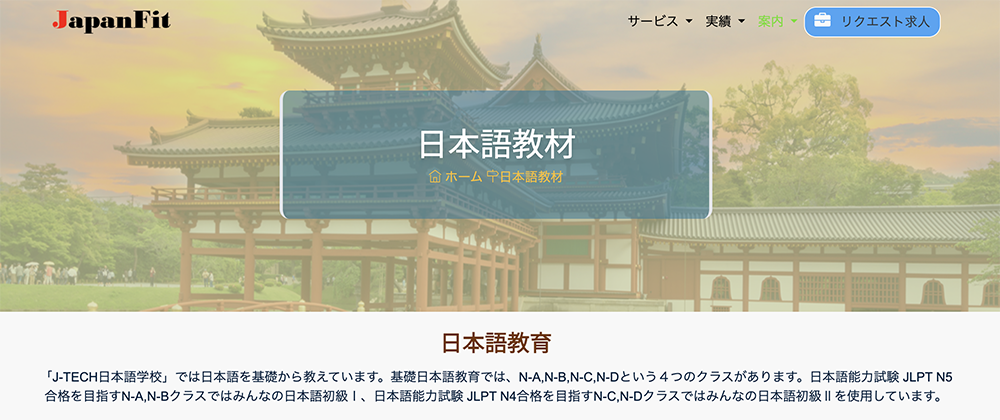 JapanFit
サービス 実績 案内 リクエスト求人
日本語教材
ホーム 日本語教材
日本語教育
「J-TECH日本語学校」では日本語を基礎から教えています。基礎日本語教育では、N-A,N-B,N-C,N-Dという４つのクラスがあります。日本語能力試験 JLPT N5
合格を目指すN-A,N-Bクラスではみんなの日本語初級Ⅰ、日本語能力試験 JLPT N4合格を目指すN-C,N-Dクラスではみんなの日本語初級Ⅱを使用しています。